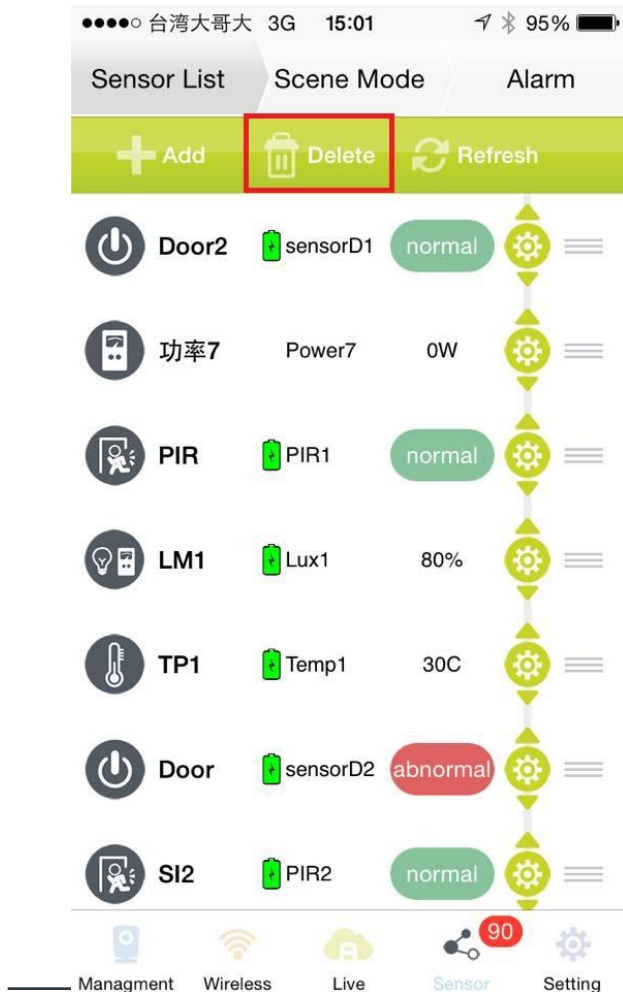 台湾大哥大 3G 15:01 95%
Sensor List Scene Mode Alarm
Add Delete Refresh
Door2 sensorD1 normal
功率7 Power7 0W
PIR PIR1 normal
LM1 Lux1 80%
TP1 Temp1 30C
Door sensorD2 abnormal
SI2 PIR2 normal
90
Managment Wireless Live Sensor Setting